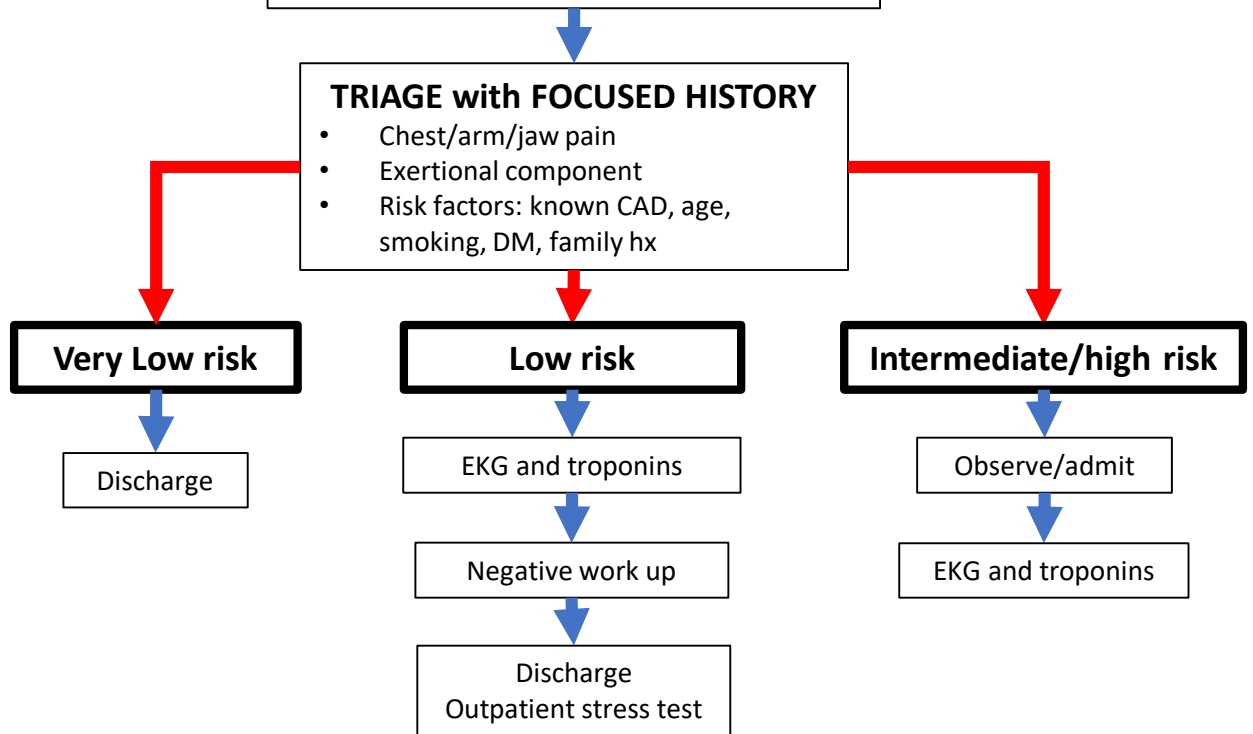 TRIAGE with FOCUSED HISTORY
• Chest/arm/jaw pain
• Exertional component
• Risk factors: known CAD, age,
smoking, DM, family hx
Very Low risk
Low risk
Intermediate/high risk
Discharge
EKG and troponins
Observe/admit
Negative work up
EKG and troponins
Discharge
Outpatient stress test